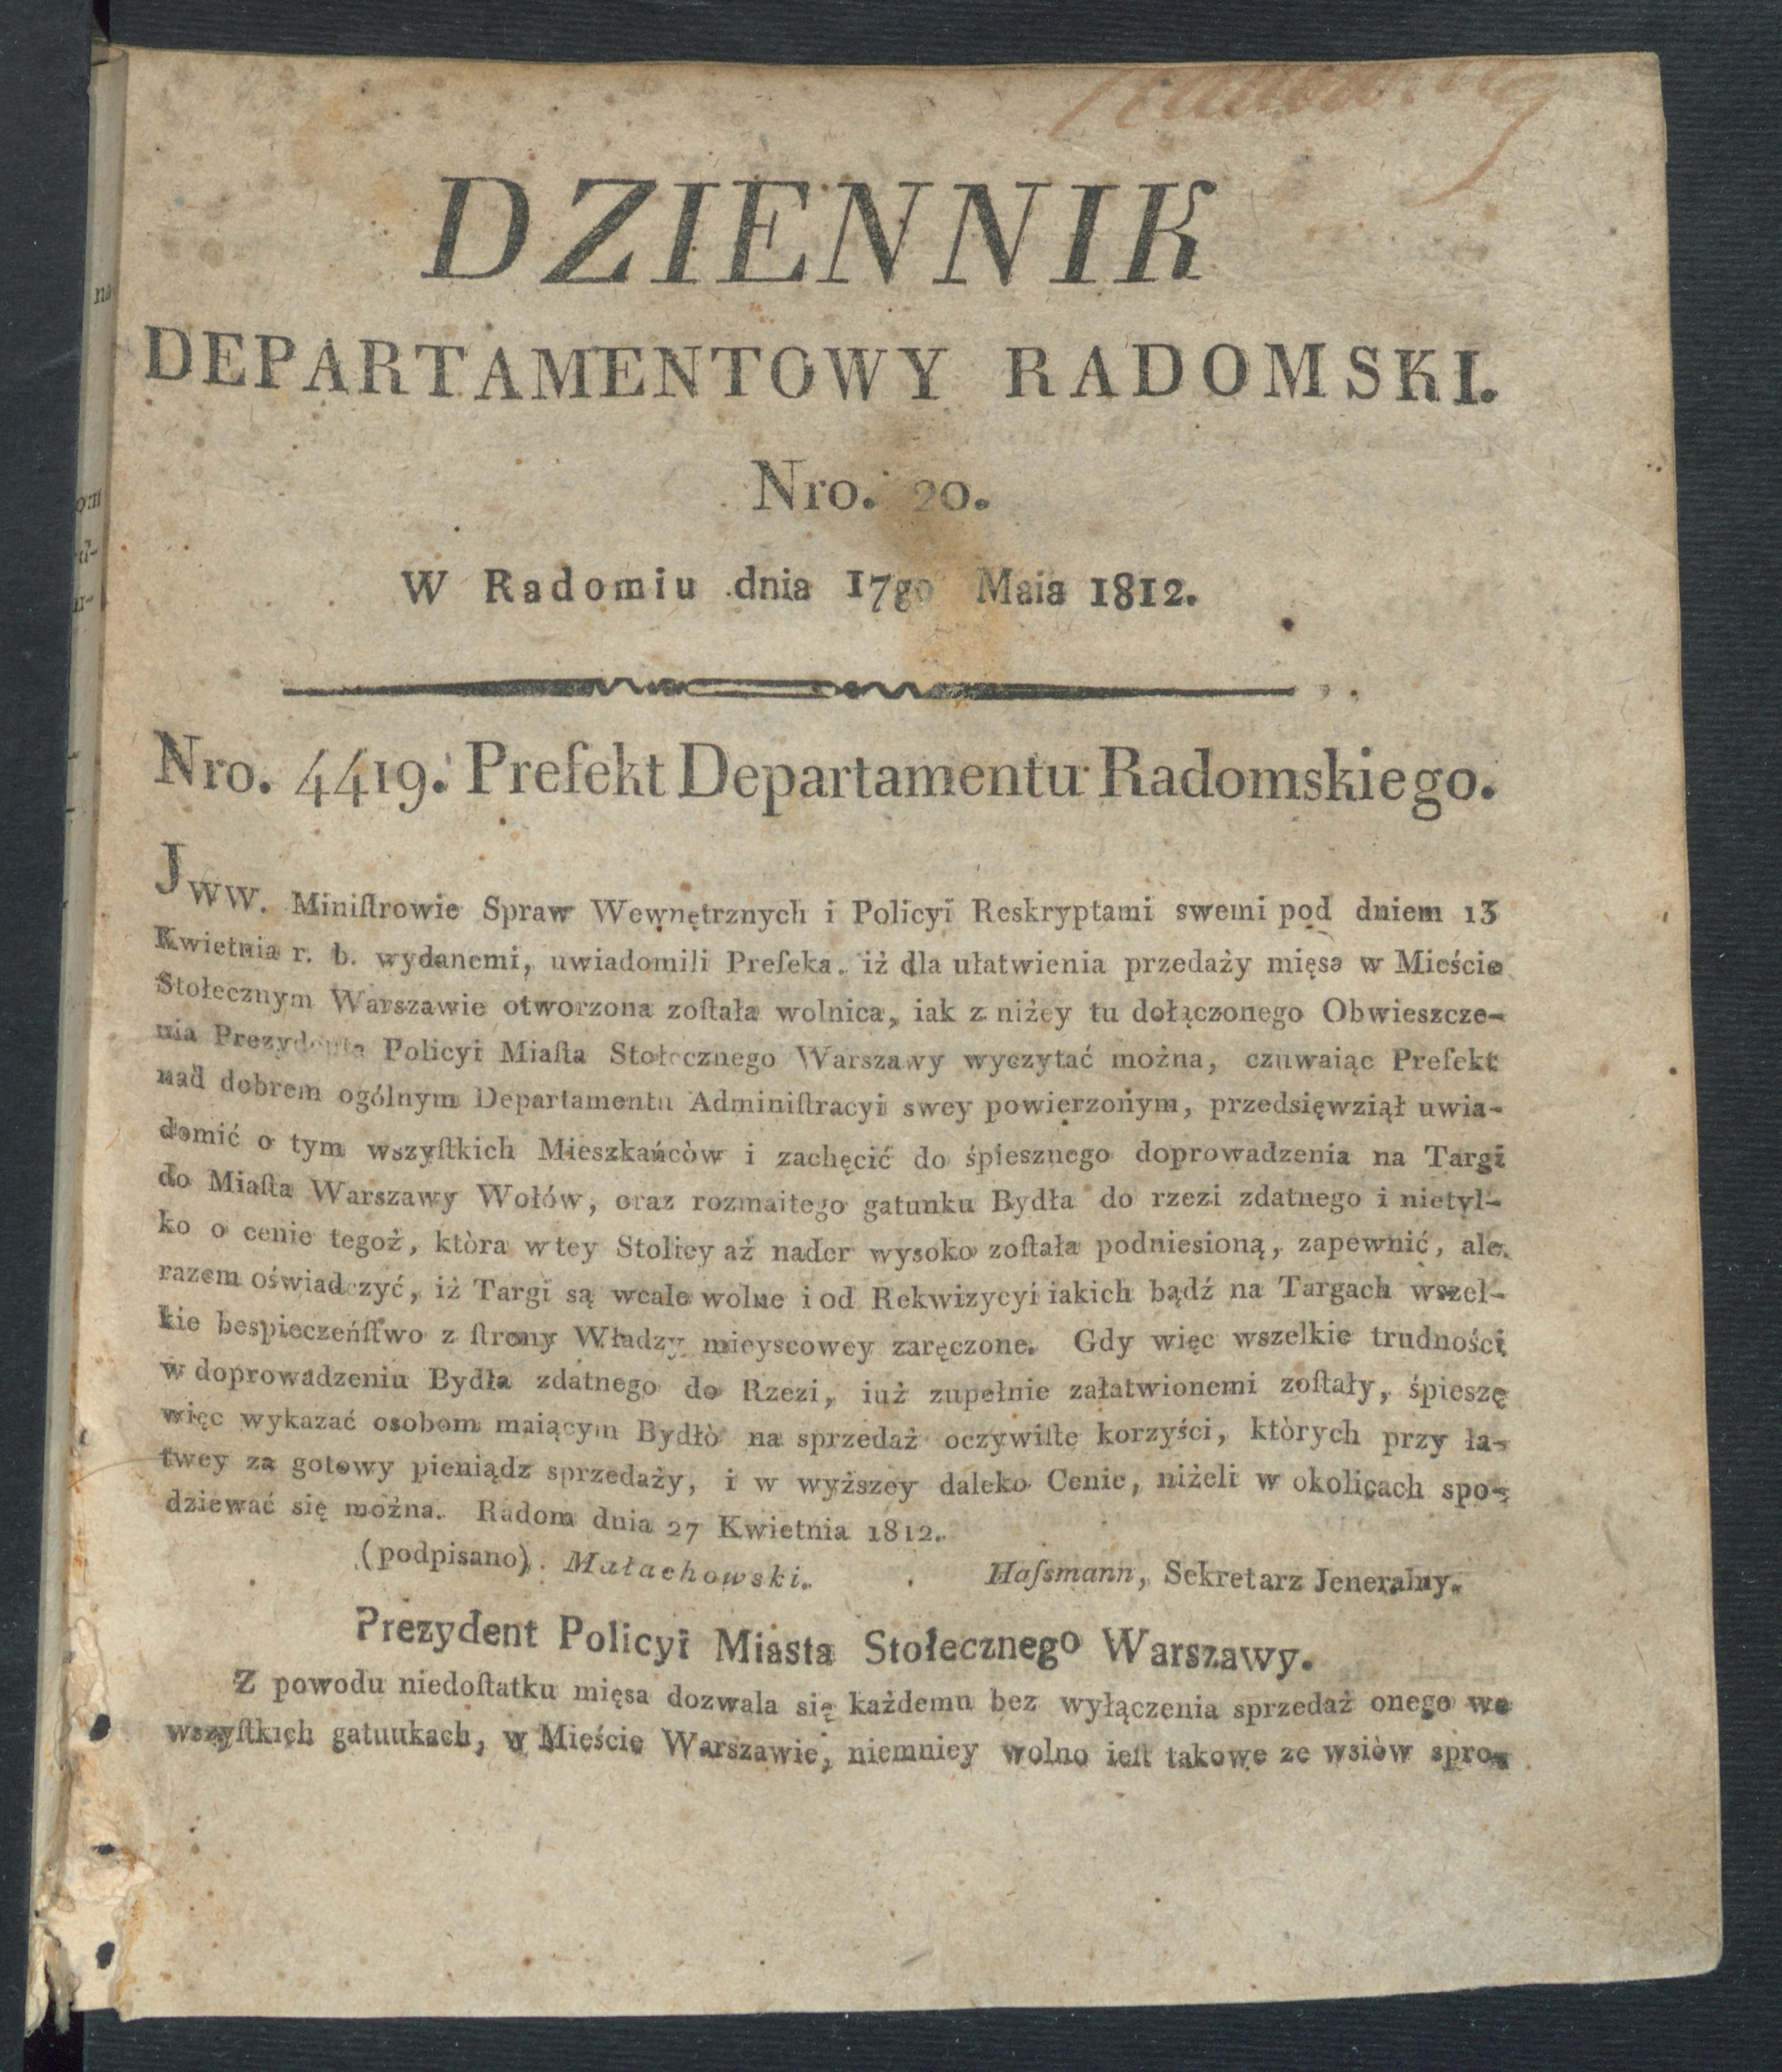 DZIENNIK
DEPARTAMENTOWY RADOMSKI.
Nro. 20.
W Radomiu dnia 17go Maia 1812.
Nro. 4419. Prefekt Departamentu Radomskiego.
JWW. Miniſtrowie Spraw Wewnętrznych i Policyi Reskryptami swemi pod dniem 13
Kwietnia r. b. wydanemi, uwiadomili Prefeka. iż dla ułatwienia przedaży mięsa w Mieście
Stołecznym Warszawie otworzona zoſtała wolnica, iak z niżey tu dołączonego Obwieszcze-
nia Prezydenta Policyi Miaſta Stołecznego Warszawy wyczytać można, czuwaiąc Prefekt
nad dobrem ogólnym Departamentu Adminiſtracyi swey powierzonym, przedsięwziął uwia-
domić o tym wszyſtkich Mieszkańców i zachęcić do śpiesznego doprowadzenia na Targi
do Miaſta Warszawy Wołów, oraz rozmaitego gatunku Bydła do rzezi zdatnego i nietyl-
ko o cenie tegoż, która w tey Stolicy aż nader wysoko zoſtała podniesioną, zapewnić, ale
razem oświadczyć, iż Targi są wcale wolne i od Rekwizycyi iakich bądź na Targach wszel-
kie bespieczeńſtwo z ſtrony Władzy mieyscowey zaręczone. Gdy więc wszelkie trudności
w doprowadzeniu Bydła zdatnego do Rzezi, iuż zupełnie załatwionemi zoſtały, śpieszę
więc wykazać osobom maiącym Bydłò na sprzedaż oczywiſte korzyści, których przy ła-
twey za gotowy pieniądz sprzedaży, i w wyższey daleko Cenie, niżeli w okolicach spo-
dziewać się można. Radom dnia 27 Kwietnia 1812.
(podpisano). Małachowski. Haſsmann, Sekretarz Jeneralny.
Prezydent Policyi Miasta Stołecznego Warszawy.
Z powodu niedoſtatku mięsa dozwala się każdemu bez wyłączenia sprzedaż onego we
wszyſtkich gatuukach, w Mieście Warszawie, niemniey wolno ieſt takowe ze wsiòw spro-